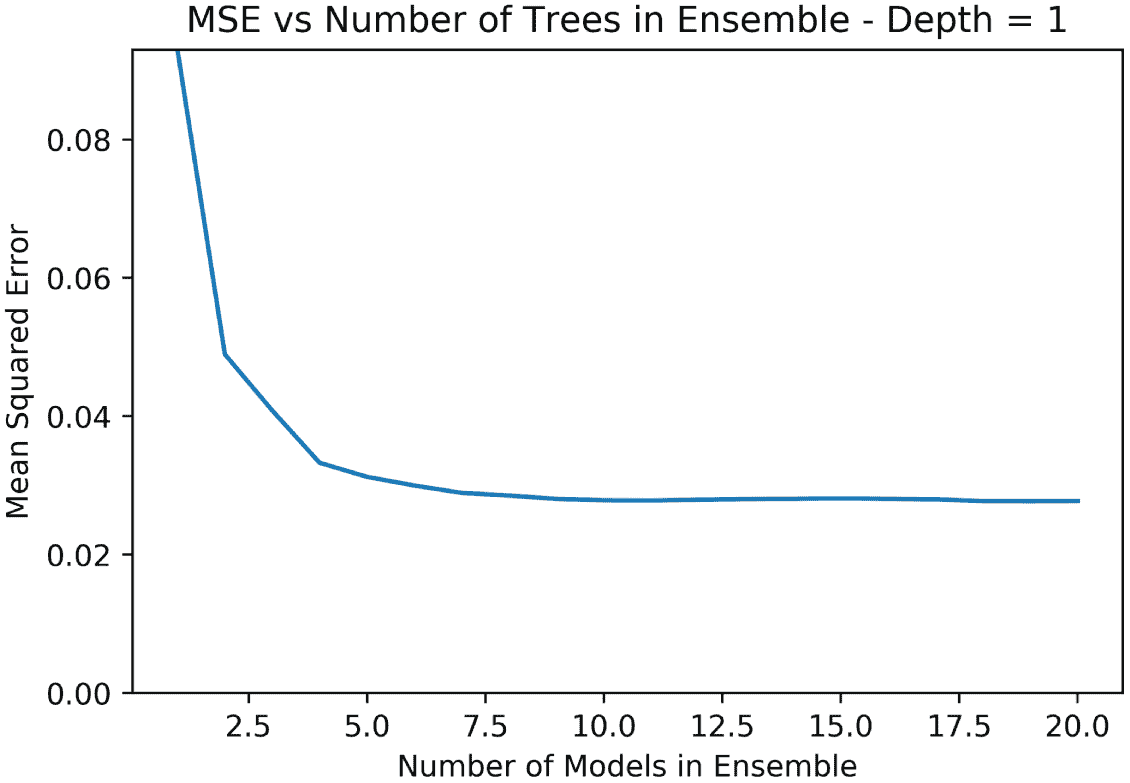 MSE vs Number of Trees in Ensemble - Depth = 1
Mean Squared Error
0.08
0.06
0.04
0.02
0.00
2.5 5.0 7.5 10.0 12.5 15.0 17.5 20.0
Number of Models in Ensemble